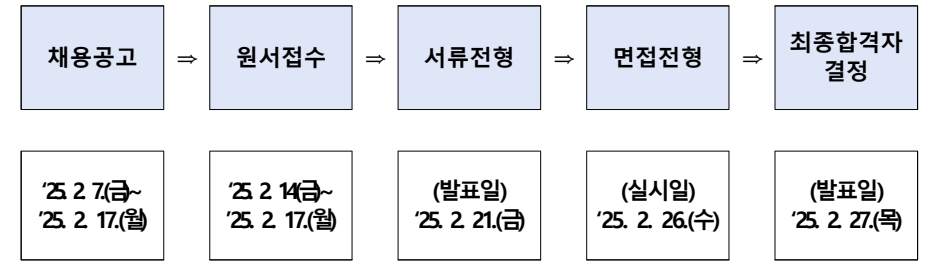 채용공고 ⇒ 원서접수 ⇒ 서류전형 ⇒ 면접전형 ⇒ 최종합격자
결정
‘25. 2. 7.(금)~
’25. 2. 17.(월)
‘25. 2. 14(금)~
’25. 2. 17.(월)
(발표일)
‘25. 2. 21.(금)
(실시일)
‘25. 2. 26.(수)
(발표일)
‘25. 2. 27.(목)